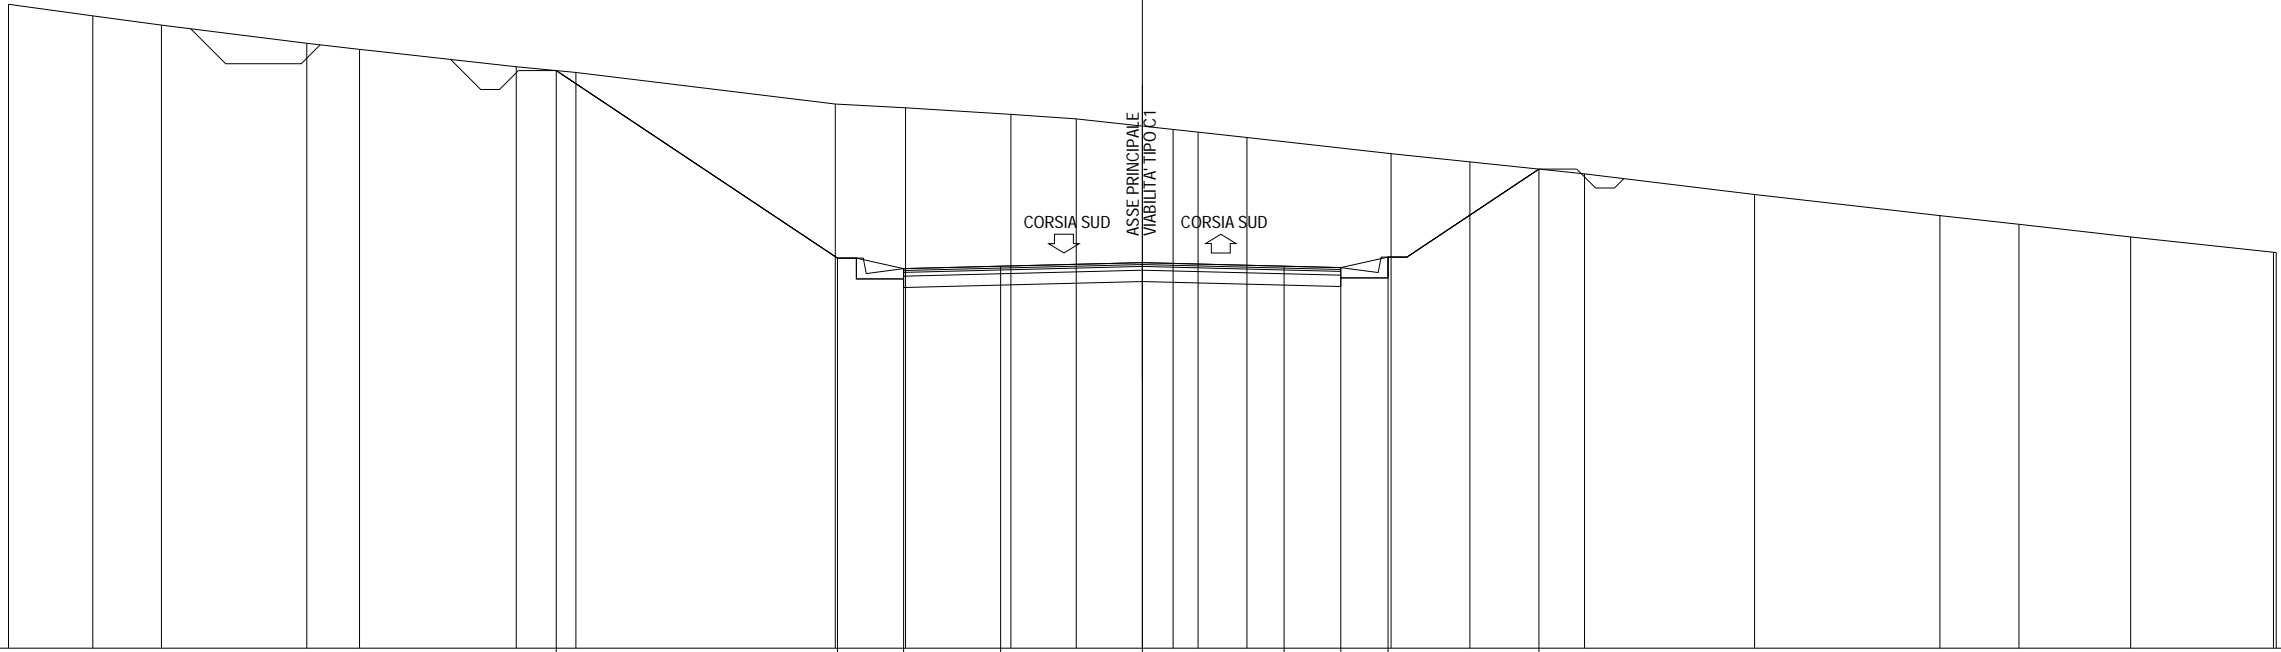 ASSE PRINCIPALE
VIABILITA' TIPO C1
CORSIA SUD
CORSIA SUD